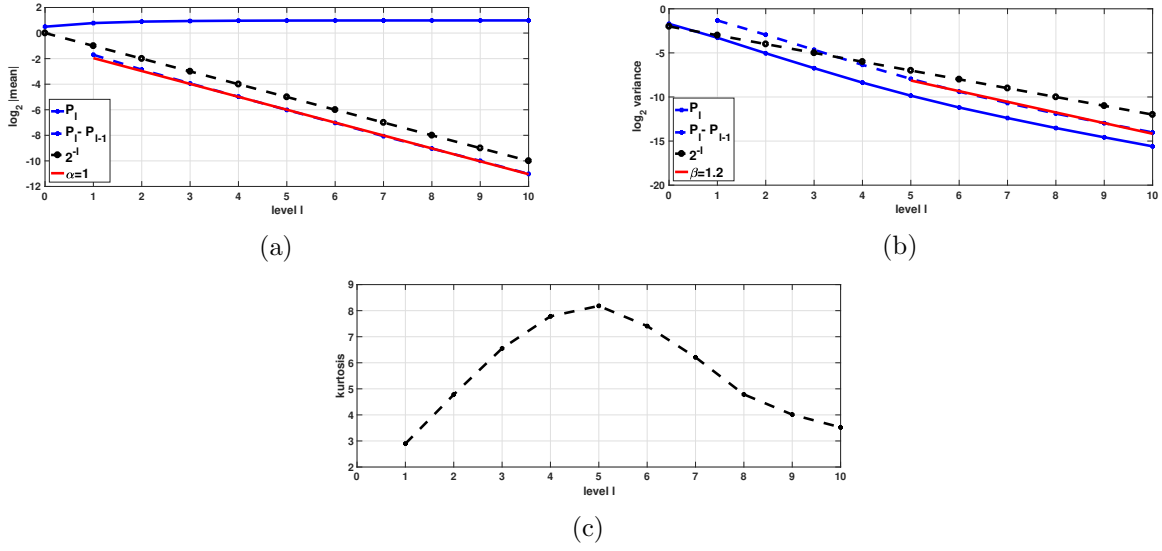 2
0
-2
-4
-6
-8
-10
-12
log₂ |mean|
P_l
P_l - P_{l-1}
2^{-l}
α=1
0 1 2 3 4 5 6 7 8 9 10
level l
(a)
0
-5
-10
-15
-20
log₂ variance
P_l
P_l - P_{l-1}
2^{-l}
β=1.2
0 1 2 3 4 5 6 7 8 9 10
level l
(b)
9
8
7
6
5
4
3
2
kurtosis
0 1 2 3 4 5 6 7 8 9 10
level l
(c)